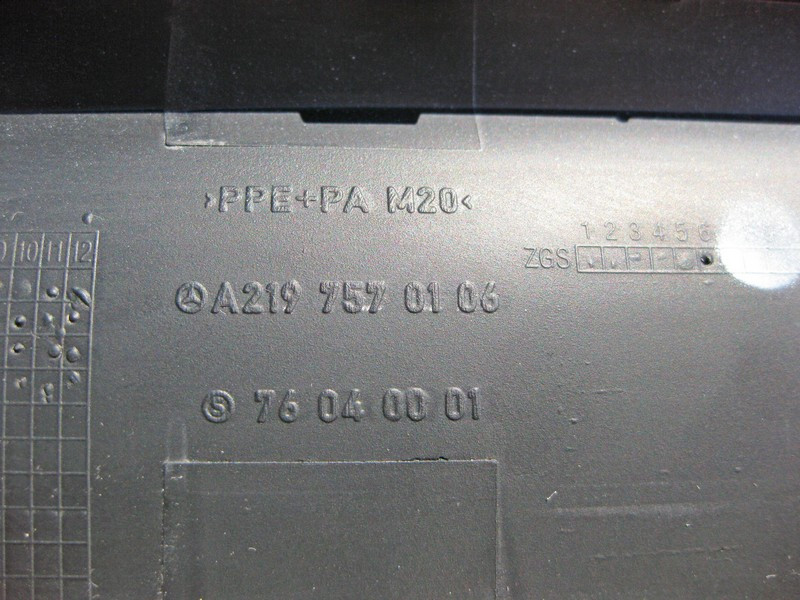 >PPE+PA M20<
1 2 3 4 5 6
ZGS
10 11 12
A219 757 01 06
S 76 04 00 01